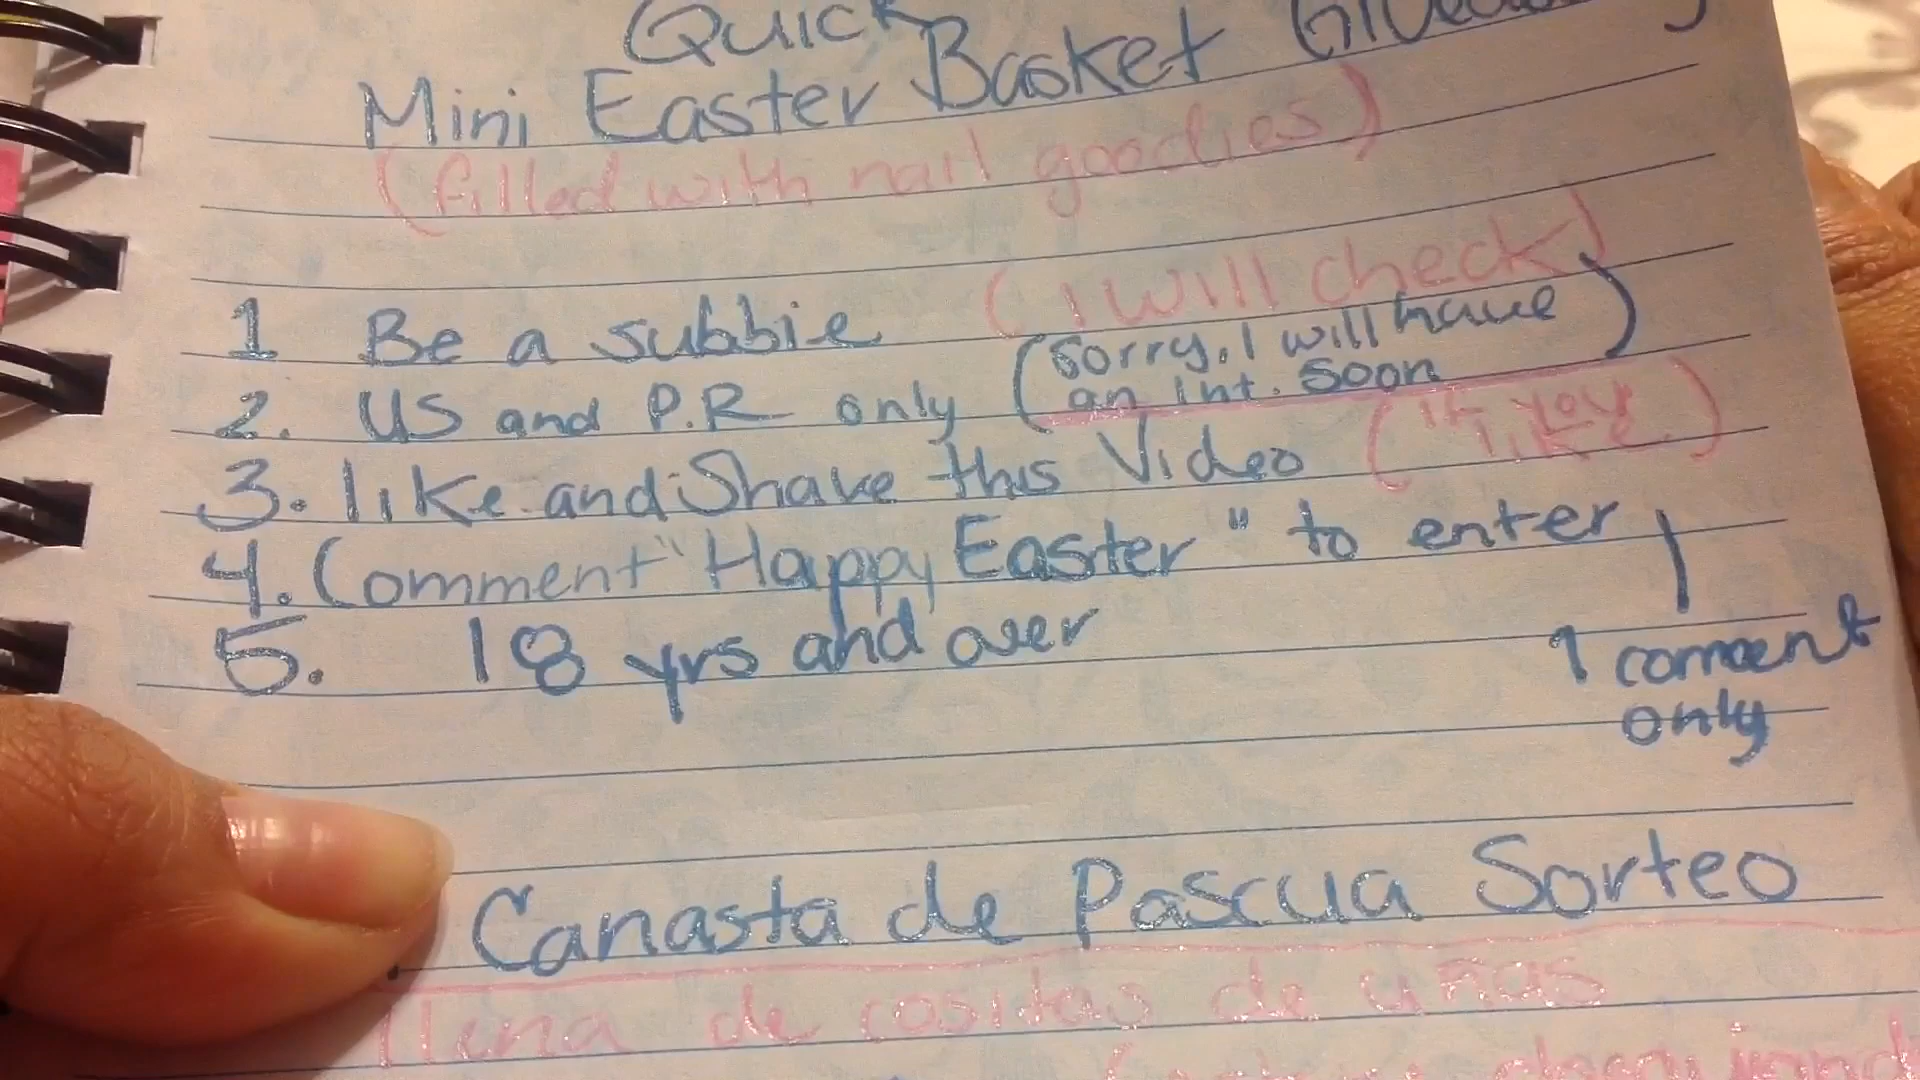 Quick
Mini Easter Basket
(filled with nail goodies)
1 Be a subbie (I will check)
2. US and P.R only (Sorry, I will have an Int. Soon)
3. like and Share this Video (if you like)
4. Comment "Happy Easter" to enter
1 coment only
5. 18 yrs and over
Canasta de Pascua Sorteo
llena de cositas de uñas